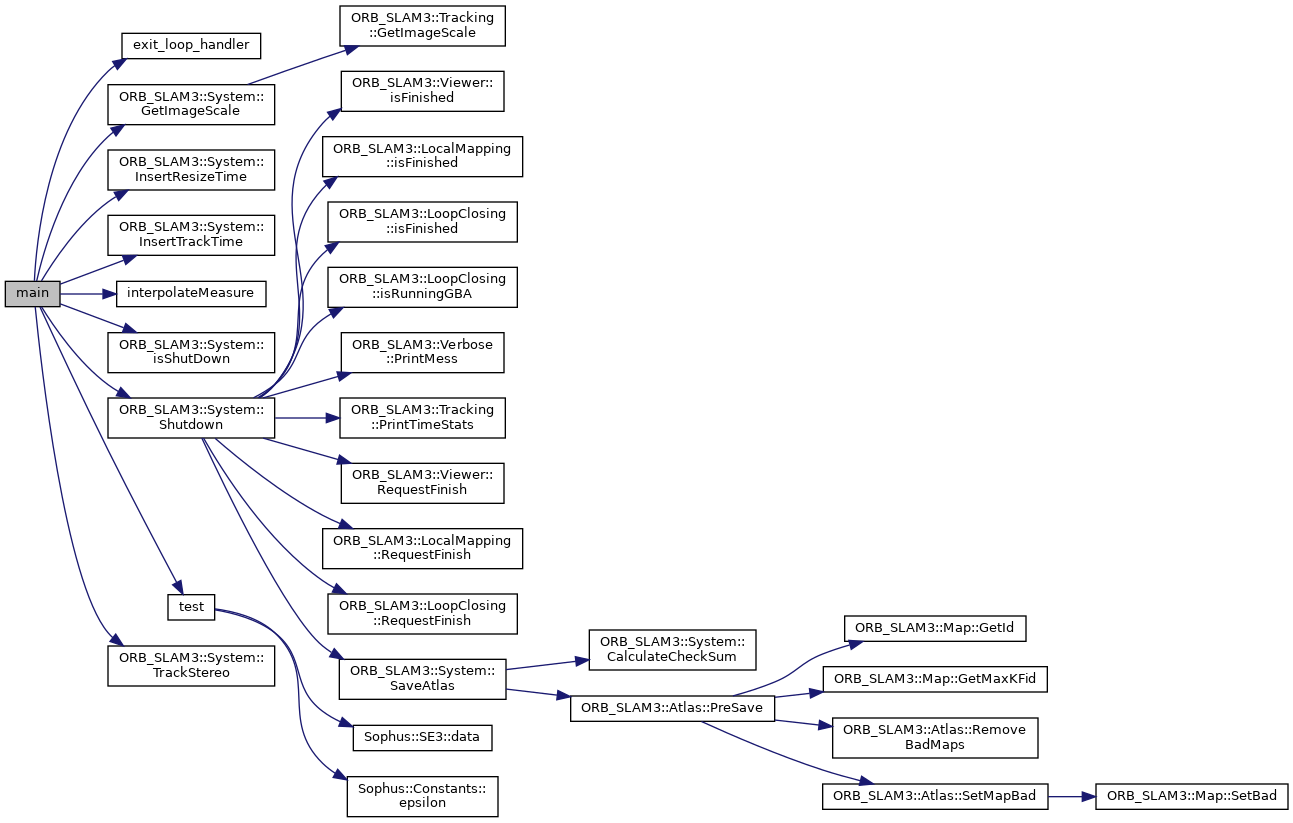 main
exit_loop_handler
ORB_SLAM3::System::
GetImageScale
ORB_SLAM3::Tracking
::GetImageScale
ORB_SLAM3::System::
InsertResizeTime
ORB_SLAM3::System::
InsertTrackTime
interpolateMeasure
ORB_SLAM3::System::
isShutDown
ORB_SLAM3::System::
Shutdown
ORB_SLAM3::Viewer::
isFinished
ORB_SLAM3::LocalMapping
::isFinished
ORB_SLAM3::LoopClosing
::isFinished
ORB_SLAM3::LoopClosing
::isRunningGBA
ORB_SLAM3::Verbose
::PrintMess
ORB_SLAM3::Tracking
::PrintTimeStats
ORB_SLAM3::Viewer::
RequestFinish
ORB_SLAM3::LocalMapping
::RequestFinish
ORB_SLAM3::LoopClosing
::RequestFinish
ORB_SLAM3::System::
SaveAtlas
ORB_SLAM3::System::
CalculateCheckSum
ORB_SLAM3::Atlas::PreSave
ORB_SLAM3::Map::GetId
ORB_SLAM3::Map::GetMaxKFid
ORB_SLAM3::Atlas::Remove
BadMaps
ORB_SLAM3::Atlas::SetMapBad
ORB_SLAM3::Map::SetBad
test
Sophus::SE3::data
Sophus::Constants::
epsilon
ORB_SLAM3::System::
TrackStereo